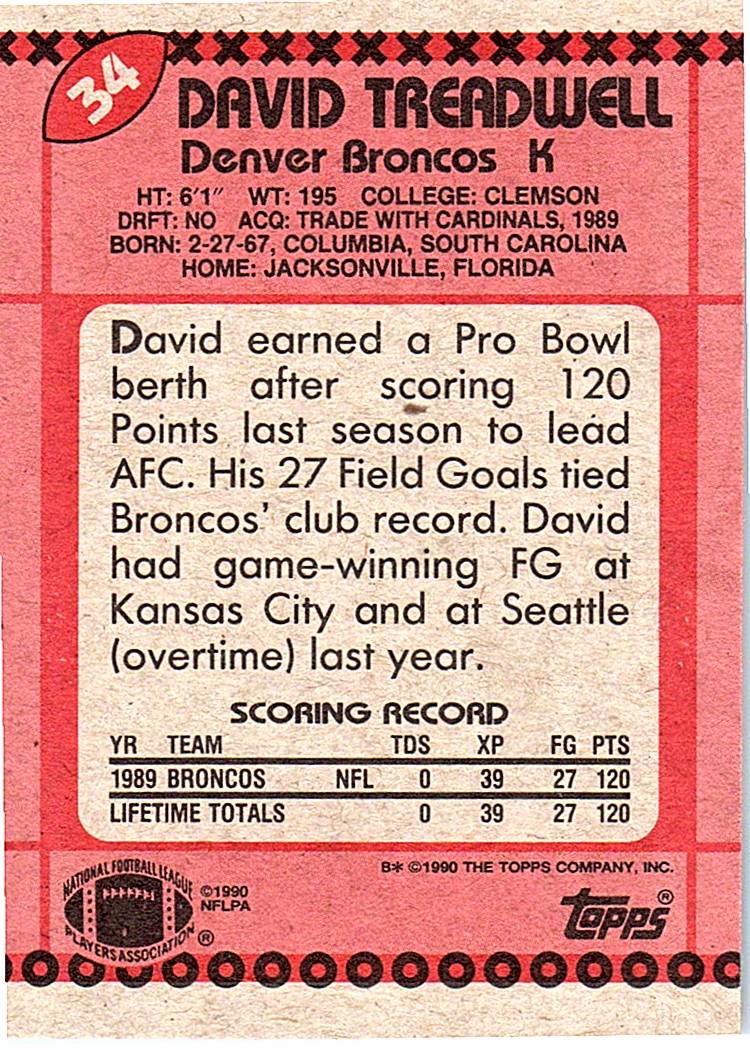 34
DAVID TREADWELL
Denver Broncos K
HT: 6'1" WT: 195 COLLEGE: CLEMSON
DRFT: NO ACQ: TRADE WITH CARDINALS, 1989
BORN: 2-27-67, COLUMBIA, SOUTH CAROLINA
HOME: JACKSONVILLE, FLORIDA
David earned a Pro Bowl
berth after scoring 120
Points last season to lead
AFC. His 27 Field Goals tied
Broncos' club record. David
had game-winning FG at
Kansas City and at Seattle
(overtime) last year.
SCORING RECORD
YR TEAM TDS XP FG PTS
1989 BRONCOS NFL 0 39 27 120
LIFETIME TOTALS 0 39 27 120
B* ©1990 THE TOPPS COMPANY, INC.
NATIONAL FOOTBALL LEAGUE
PLAYERS ASSOCIATION ®
©1990
NFLPA
topps ®